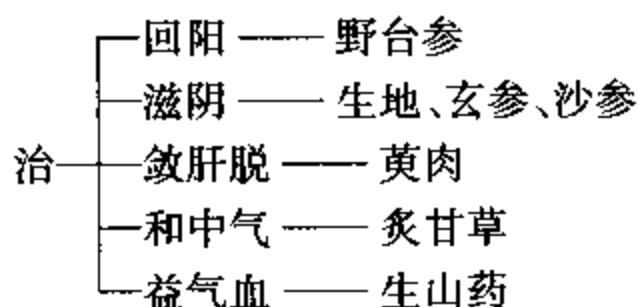 回阳——野台参
滋阴——生地、玄参、沙参
治——敛肝脱——萸肉
和中气——炙甘草
益气血——生山药